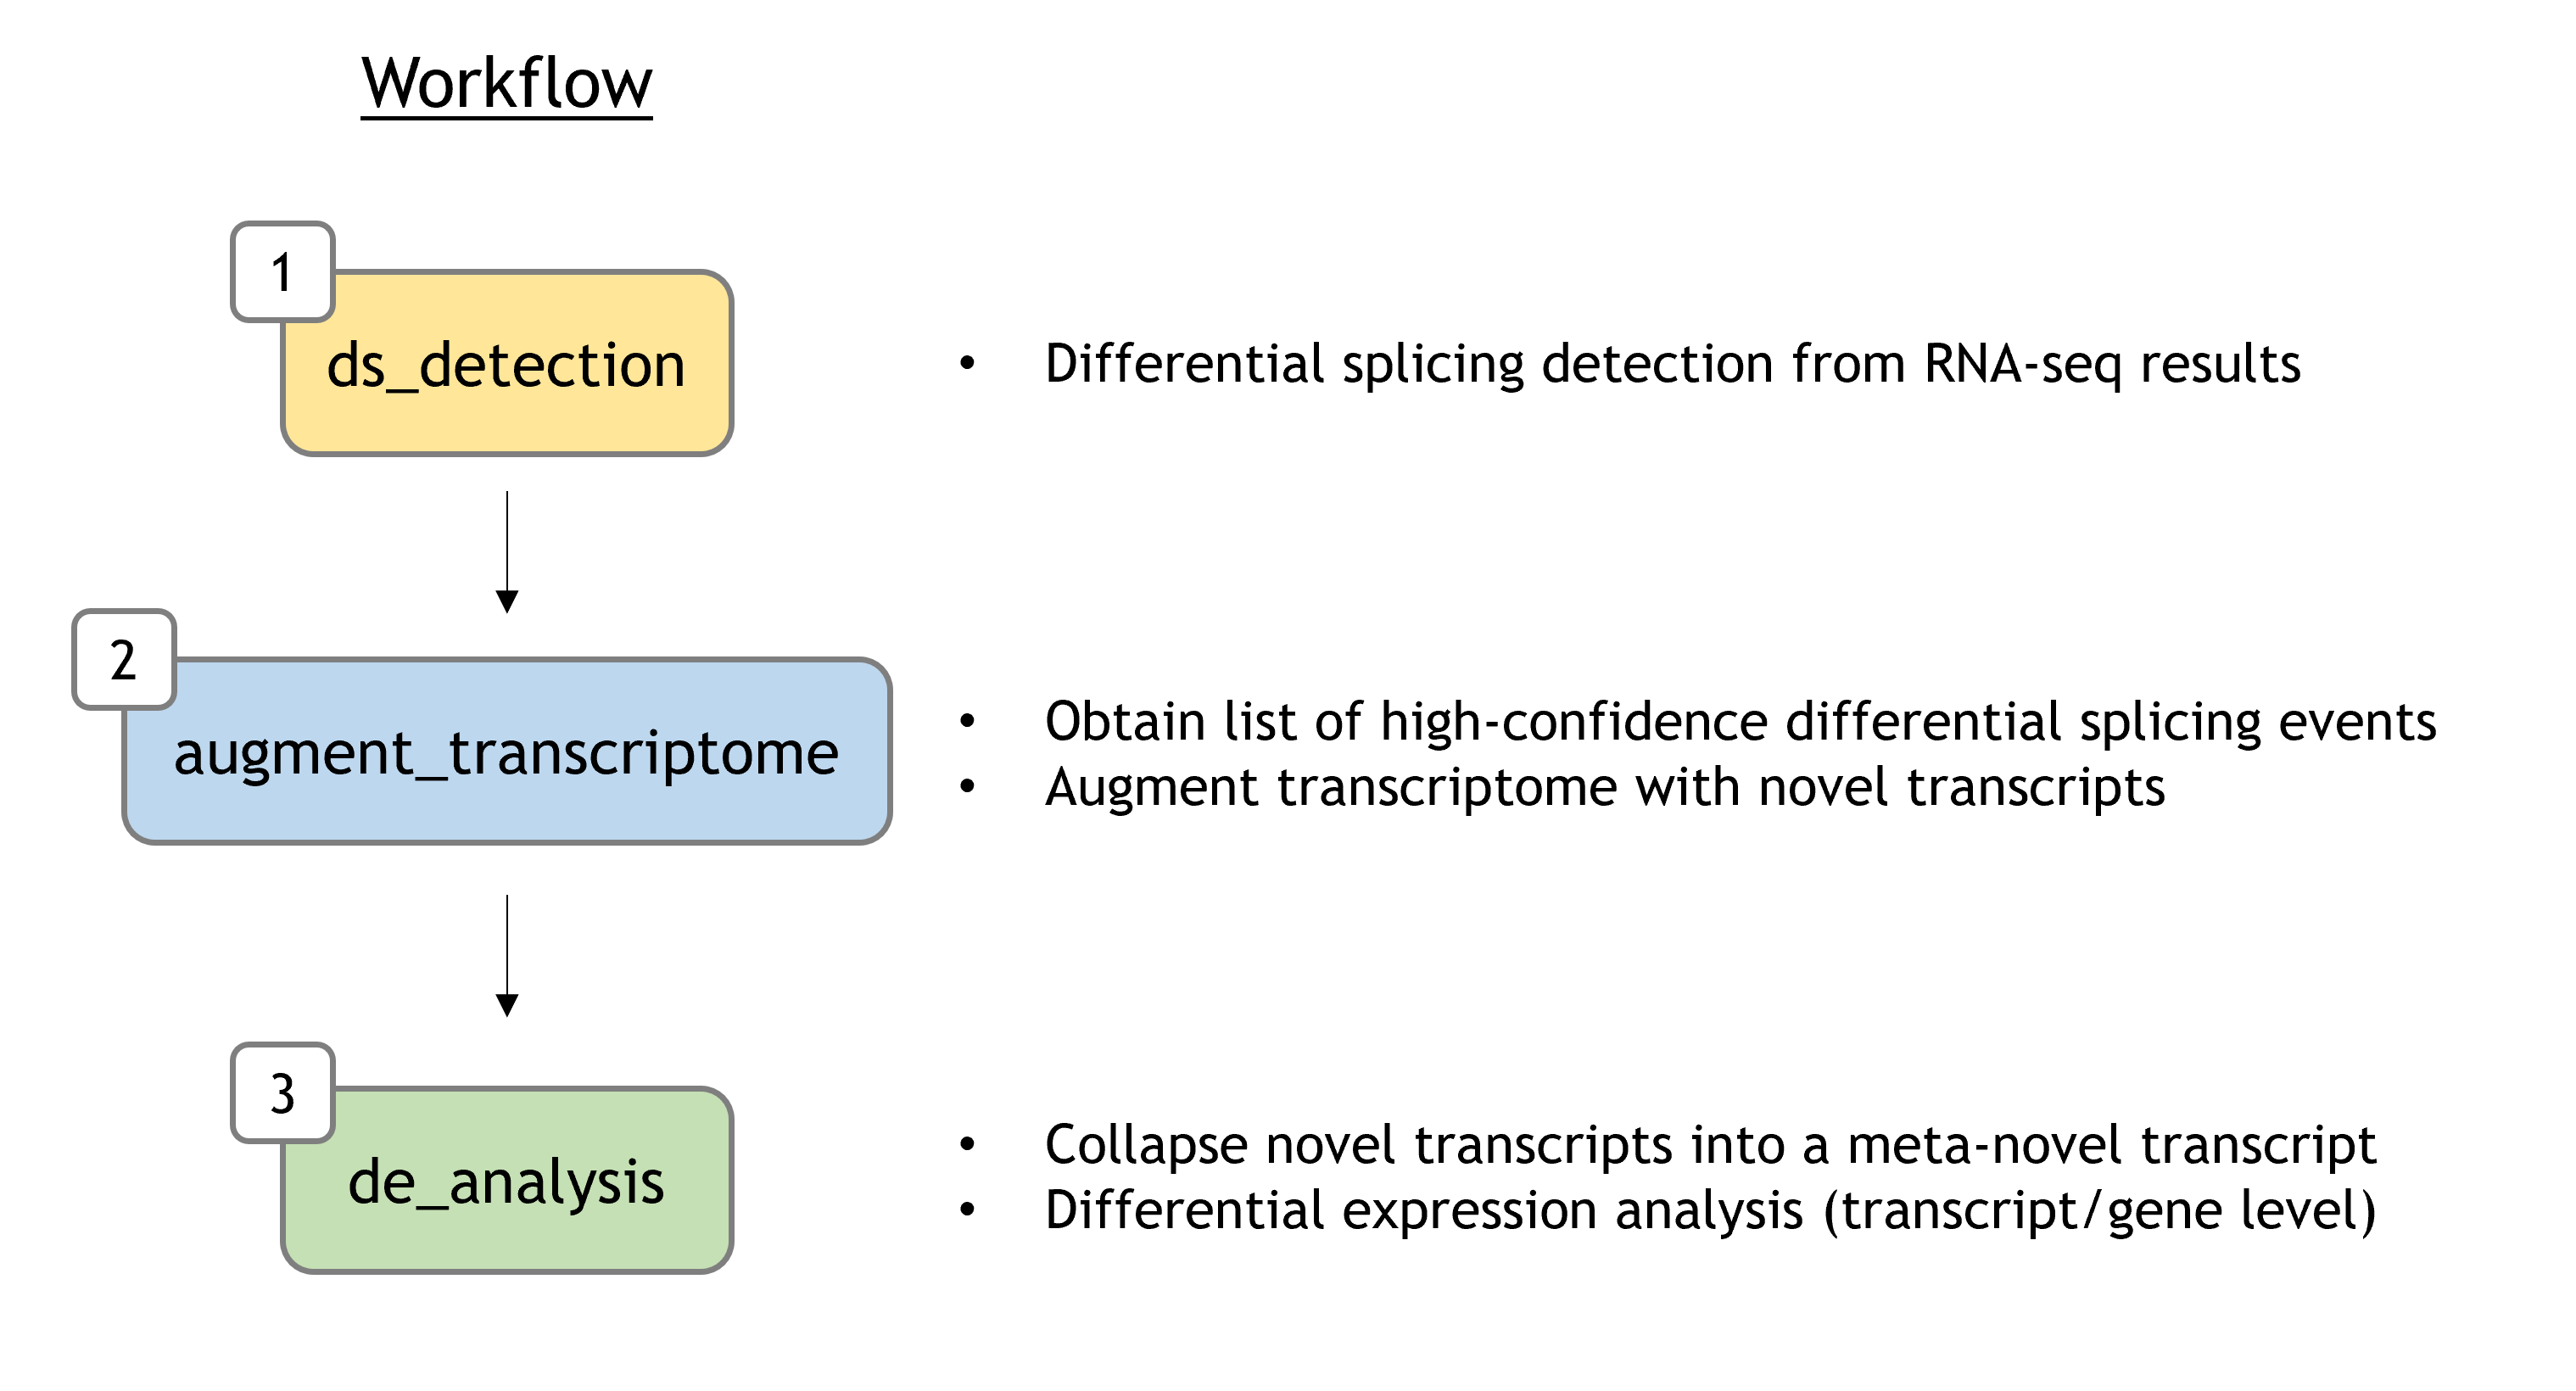 Workflow
1
ds_detection
• Differential splicing detection from RNA-seq results
2
augment_transcriptome
• Obtain list of high-confidence differential splicing events
• Augment transcriptome with novel transcripts
3
de_analysis
• Collapse novel transcripts into a meta-novel transcript
• Differential expression analysis (transcript/gene level)